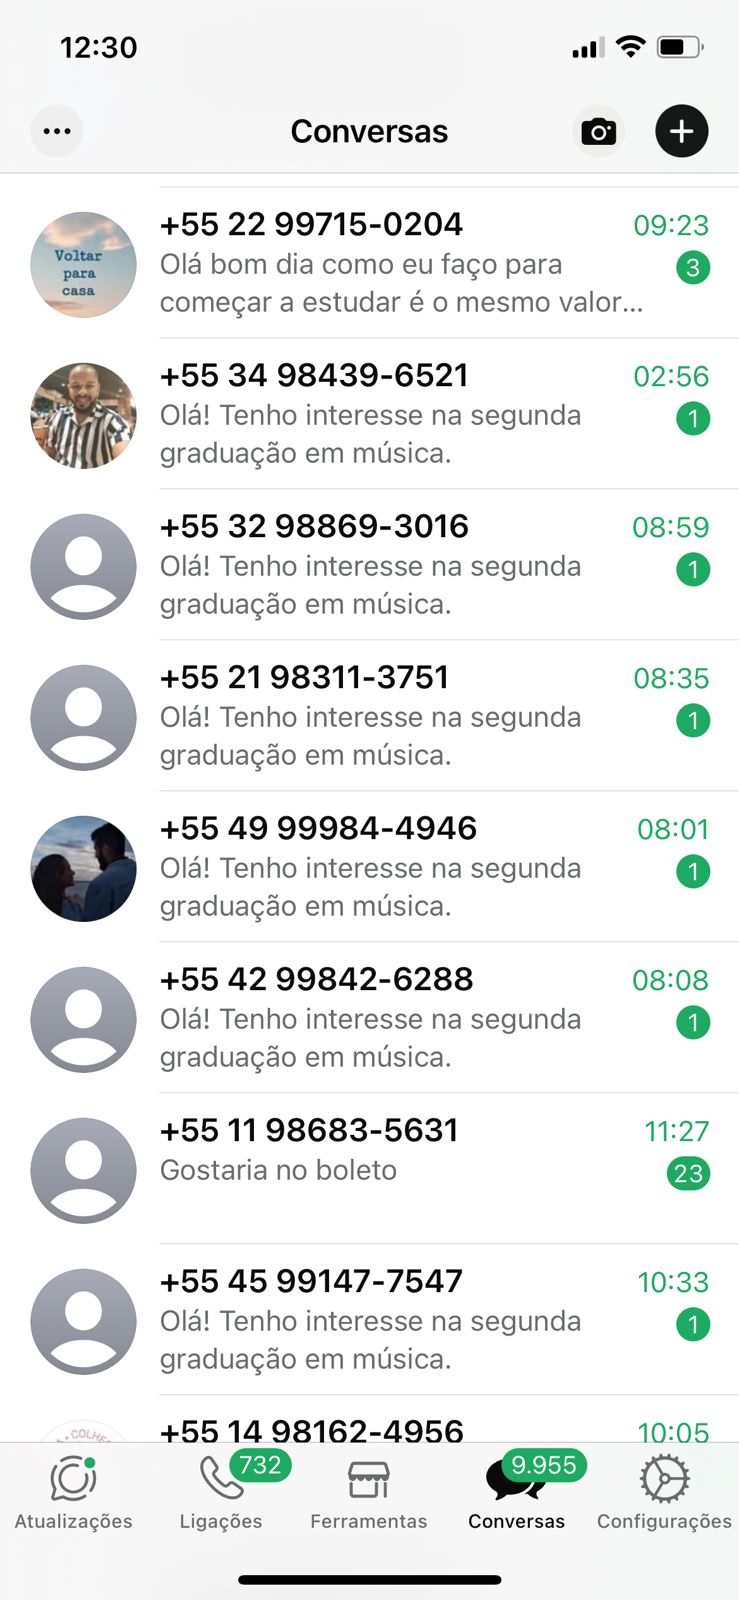 12:30
Conversas
+55 22 99715-0204
09:23
Voltar
para
casa
Olá bom dia como eu faço para
3
começar a estudar é o mesmo valor...
+55 34 98439-6521
02:56
Olá! Tenho interesse na segunda
1
graduação em música.
+55 32 98869-3016
08:59
Olá! Tenho interesse na segunda
1
graduação em música.
+55 21 98311-3751
08:35
Olá! Tenho interesse na segunda
1
graduação em música.
+55 49 99984-4946
08:01
Olá! Tenho interesse na segunda
1
graduação em música.
+55 42 99842-6288
08:08
Olá! Tenho interesse na segunda
1
graduação em música.
+55 11 98683-5631
11:27
Gostaria no boleto
23
+55 45 99147-7547
10:33
Olá! Tenho interesse na segunda
1
graduação em música.
+55 14 98162-4956
10:05
732
9.955
Atualizações
Ligações
Ferramentas
Conversas
Configurações